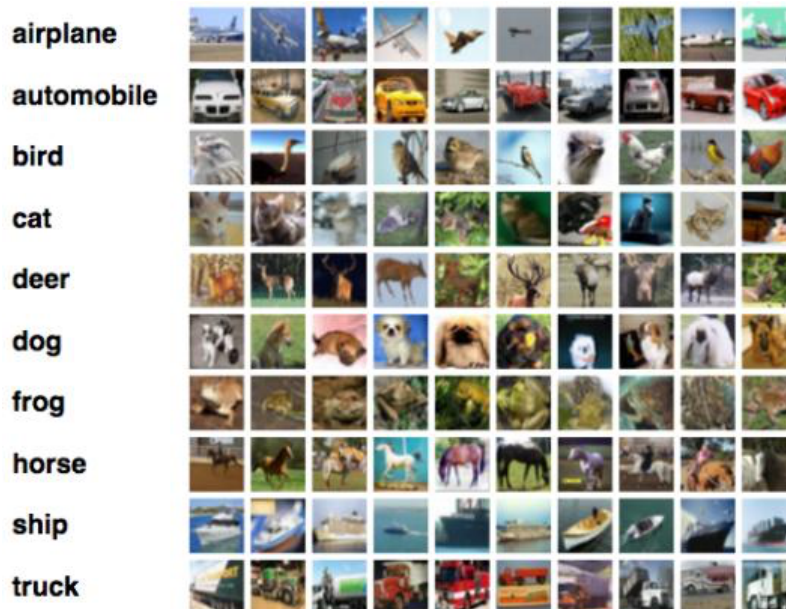 airplane
automobile
bird
cat
deer
dog
frog
horse
ship
truck